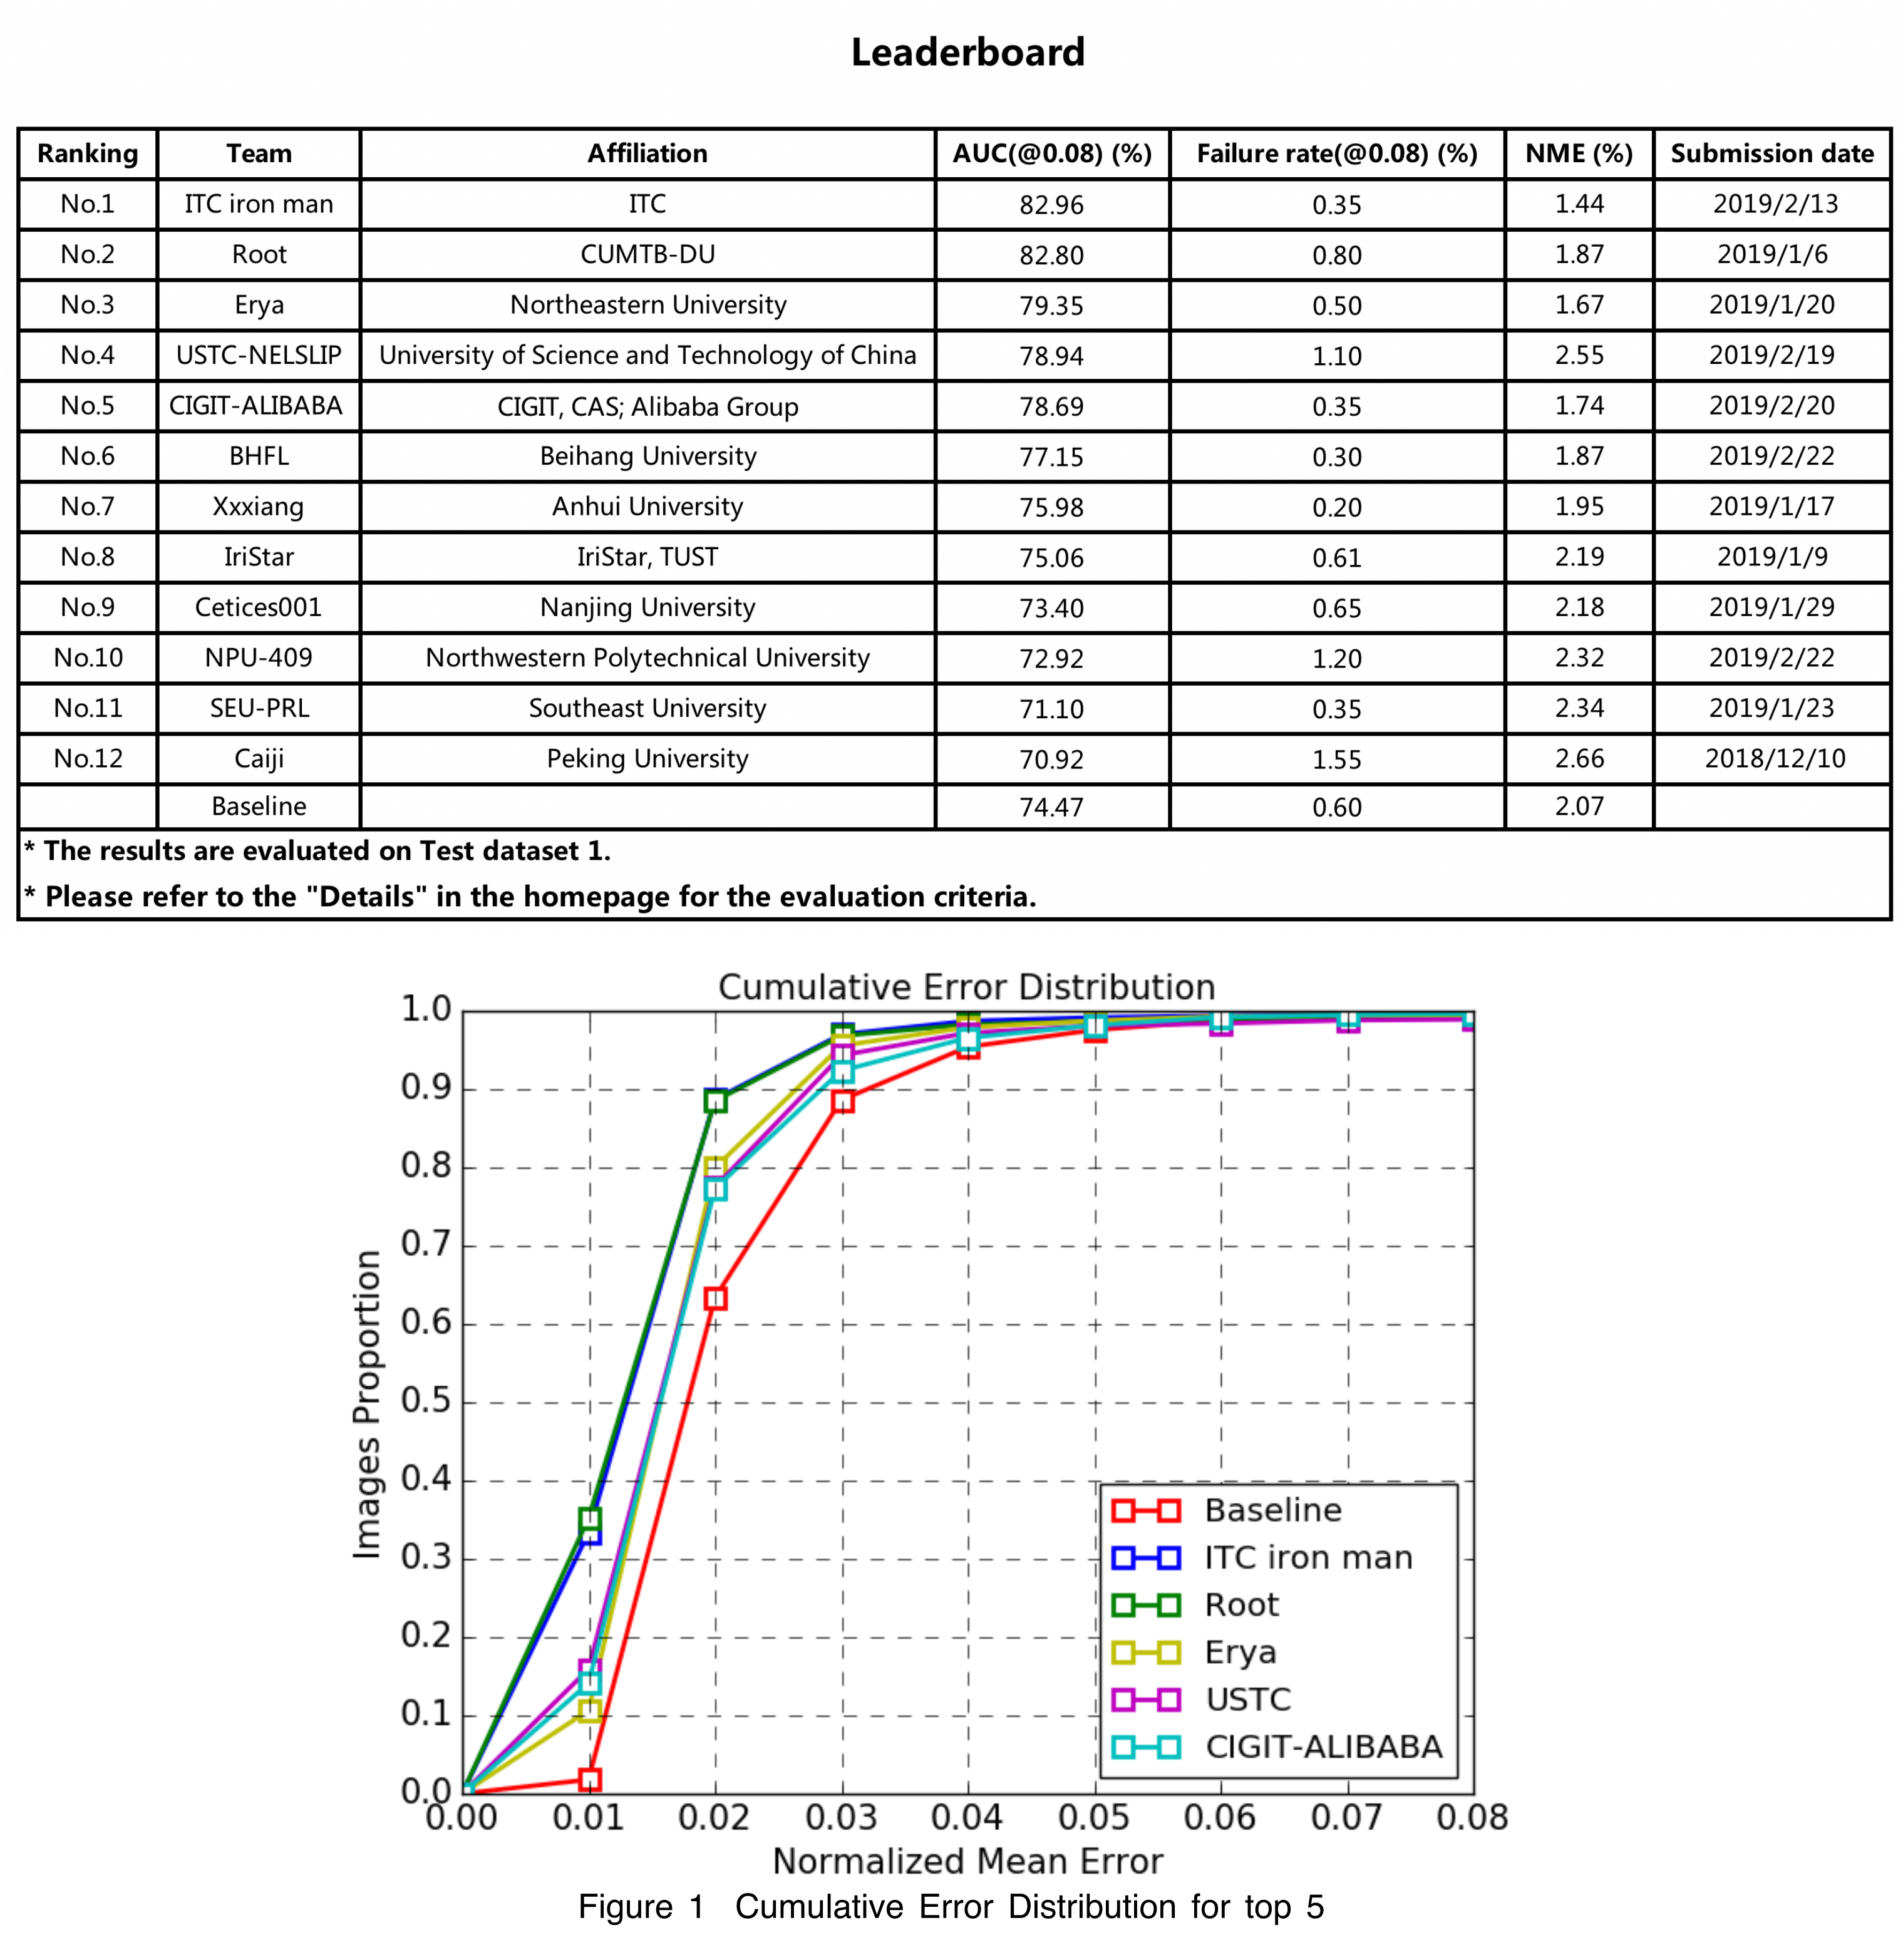 Leaderboard
Ranking Team Affiliation AUC(@0.08) (%) Failure rate(@0.08) (%) NME (%) Submission date
No.1 ITC iron man ITC 82.96 0.35 1.44 2019/2/13
No.2 Root CUMTB-DU 82.80 0.80 1.87 2019/1/6
No.3 Erya Northeastern University 79.35 0.50 1.67 2019/1/20
No.4 USTC-NELSLIP University of Science and Technology of China 78.94 1.10 2.55 2019/2/19
No.5 CIGIT-ALIBABA CIGIT, CAS; Alibaba Group 78.69 0.35 1.74 2019/2/20
No.6 BHFL Beihang University 77.15 0.30 1.87 2019/2/22
No.7 Xxxiang Anhui University 75.98 0.20 1.95 2019/1/17
No.8 IriStar IriStar, TUST 75.06 0.61 2.19 2019/1/9
No.9 Cetices001 Nanjing University 73.40 0.65 2.18 2019/1/29
No.10 NPU-409 Northwestern Polytechnical University 72.92 1.20 2.32 2019/2/22
No.11 SEU-PRL Southeast University 71.10 0.35 2.34 2019/1/23
No.12 Caiji Peking University 70.92 1.55 2.66 2018/12/10
Baseline 74.47 0.60 2.07
* The results are evaluated on Test dataset 1.
* Please refer to the "Details" in the homepage for the evaluation criteria.
Cumulative Error Distribution
Images Proportion
1.0
0.9
0.8
0.7
0.6
0.5
0.4
0.3
0.2
0.1
0.0
Baseline
ITC iron man
Root
Erya
USTC
CIGIT-ALIBABA
0.00 0.01 0.02 0.03 0.04 0.05 0.06 0.07 0.08
Normalized Mean Error
Figure 1 Cumulative Error Distribution for top 5